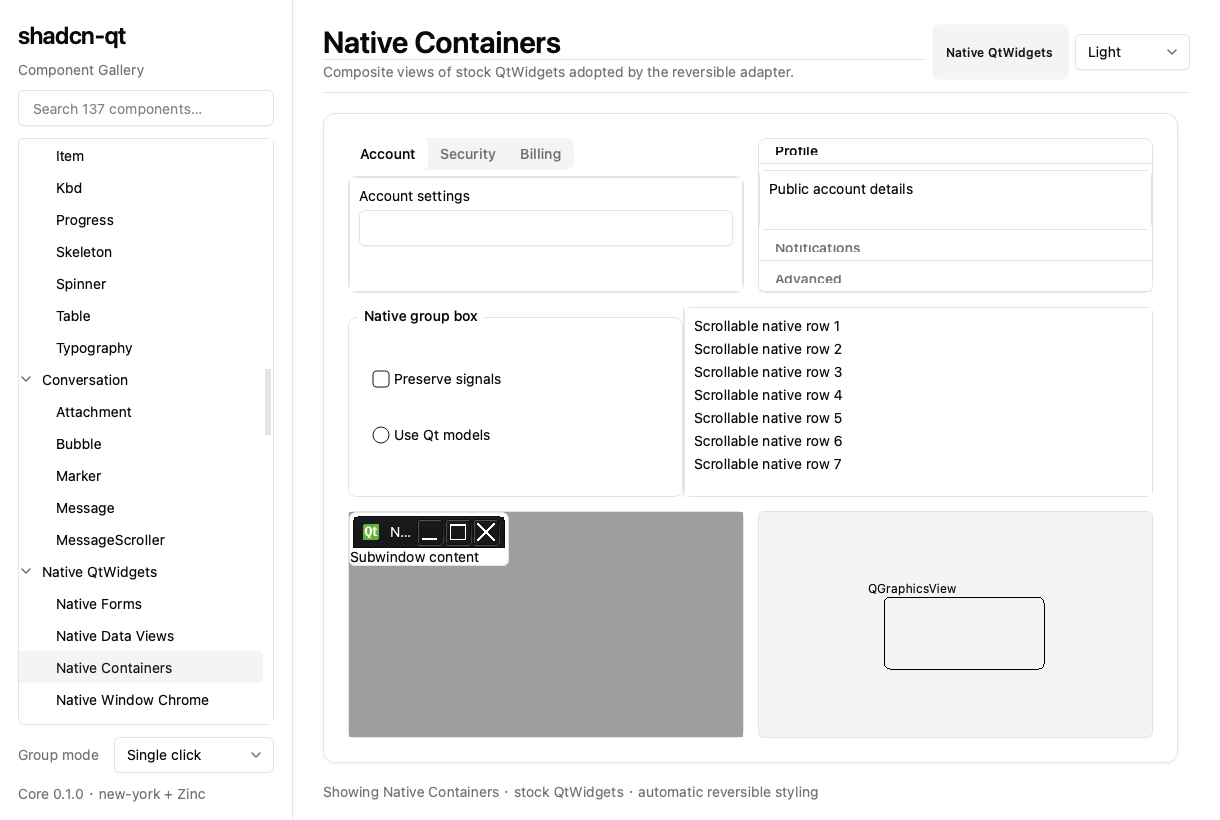 shadcn-qt
Component Gallery
Search 137 components...
Item
Kbd
Progress
Skeleton
Spinner
Table
Typography
Conversation
Attachment
Bubble
Marker
Message
MessageScroller
Native QtWidgets
Native Forms
Native Data Views
Native Containers
Native Window Chrome
Group mode
Single click
Core 0.1.0 · new-york + Zinc
Native Containers
Composite views of stock QtWidgets adopted by the reversible adapter.
Native QtWidgets
Light
Account Security Billing
Account settings
Profile
Public account details
Notifications
Advanced
Native group box
Preserve signals
Use Qt models
Scrollable native row 1
Scrollable native row 2
Scrollable native row 3
Scrollable native row 4
Scrollable native row 5
Scrollable native row 6
Scrollable native row 7
Qt N...
Subwindow content
QGraphicsView
Showing Native Containers · stock QtWidgets · automatic reversible styling